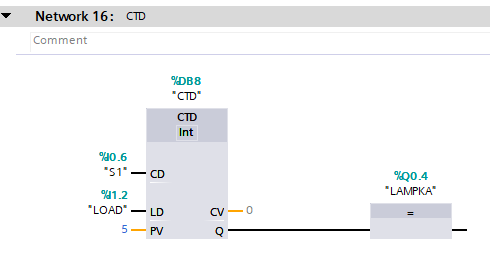 Network 16: CTD
Comment
%DB8
"CTD"
CTD
Int
%I0.6
"S1"
CD
%Q0.4
"LAMPKA"
%I1.2
"LOAD"
LD
CV
0
=
5
PV
Q